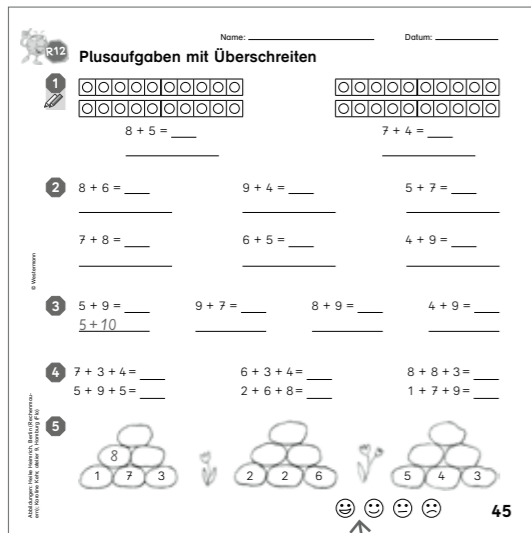 Name: Datum:
R12 Plusaufgaben mit Überschreiten
1
8 + 5 = 7 + 4 =
2 8 + 6 = 9 + 4 = 5 + 7 =
7 + 8 = 6 + 5 = 4 + 9 =
© Westermann
3 5 + 9 = 9 + 7 = 8 + 9 = 4 + 9 =
5 + 10
4 7 + 3 + 4 = 6 + 3 + 4 = 8 + 8 + 3 =
5 + 9 + 5 = 2 + 6 + 8 = 1 + 7 + 9 =
5
8
1 7 3 2 2 6 5 4 3
45